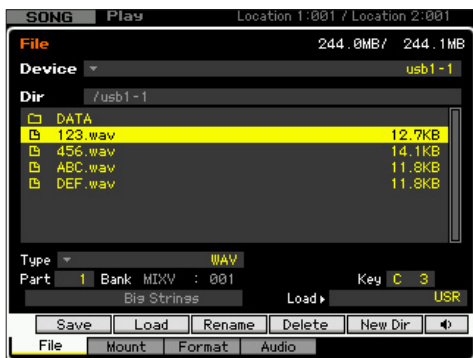 SONG Play Location 1:001 / Location 2:001
File 244.0MB/ 244.1MB
Device usb1-1
Dir /usb1-1
DATA
123.wav 12.7KB
456.wav 14.1KB
ABC.wav 11.8KB
DEF.wav 11.8KB
Type WAV
Part 1 Bank MIXV : 001 Key C 3
Big Strings Load USR
Save Load Rename Delete New Dir
File Mount Format Audio